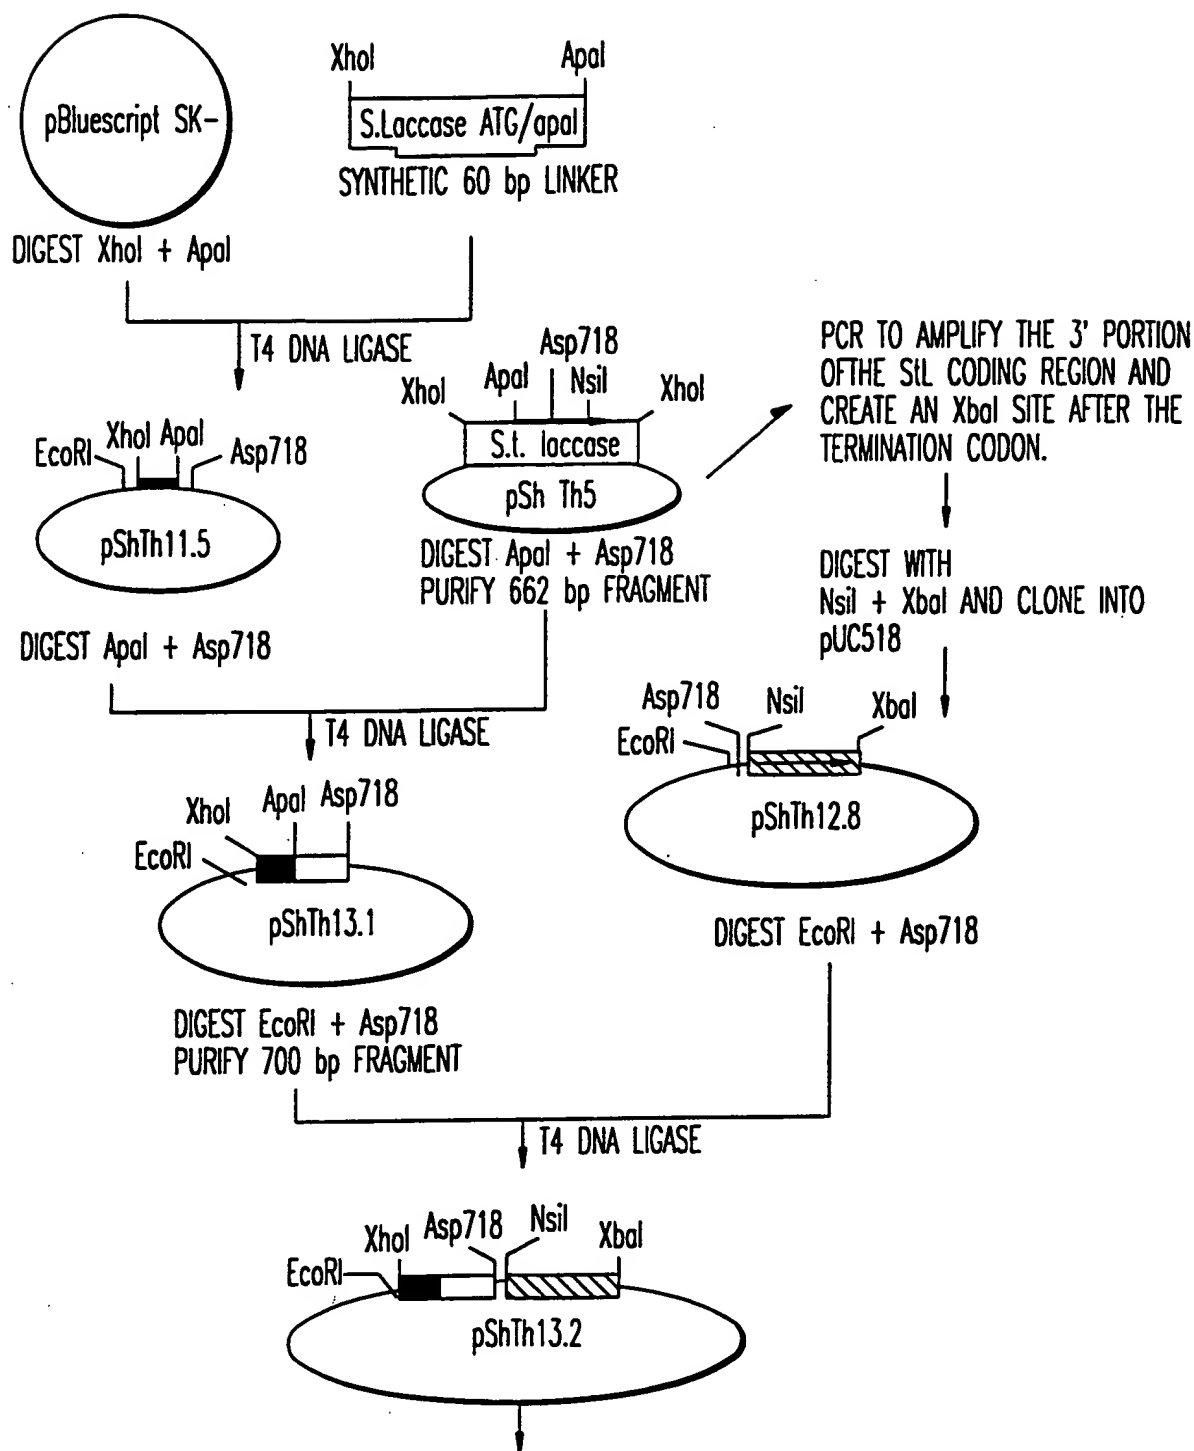 XhoI
ApaI
pBluescript SK-
S.Laccase ATG/apaI
SYNTHETIC 60 bp LINKER
DIGEST XhoI + ApaI
T4 DNA LIGASE
EcoRI
XhoI
ApaI
Asp718
pShTh11.5
DIGEST ApaI + Asp718
XhoI
ApaI
Asp718
NsiI
XhoI
S.t. laccase
pSh Th5
DIGEST ApaI + Asp718
PURIFY 662 bp FRAGMENT
PCR TO AMPLIFY THE 3' PORTION
OFTHE StL CODING REGION AND
CREATE AN XbaI SITE AFTER THE
TERMINATION CODON.
DIGEST WITH
NsiI + XbaI AND CLONE INTO
pUC518
T4 DNA LIGASE
Asp718
NsiI
XbaI
EcoRI
pShTh12.8
DIGEST EcoRI + Asp718
XhoI
ApaI
Asp718
EcoRI
pShTh13.1
DIGEST EcoRI + Asp718
PURIFY 700 bp FRAGMENT
T4 DNA LIGASE
XhoI
Asp718
NsiI
XbaI
EcoRI
pShTh13.2